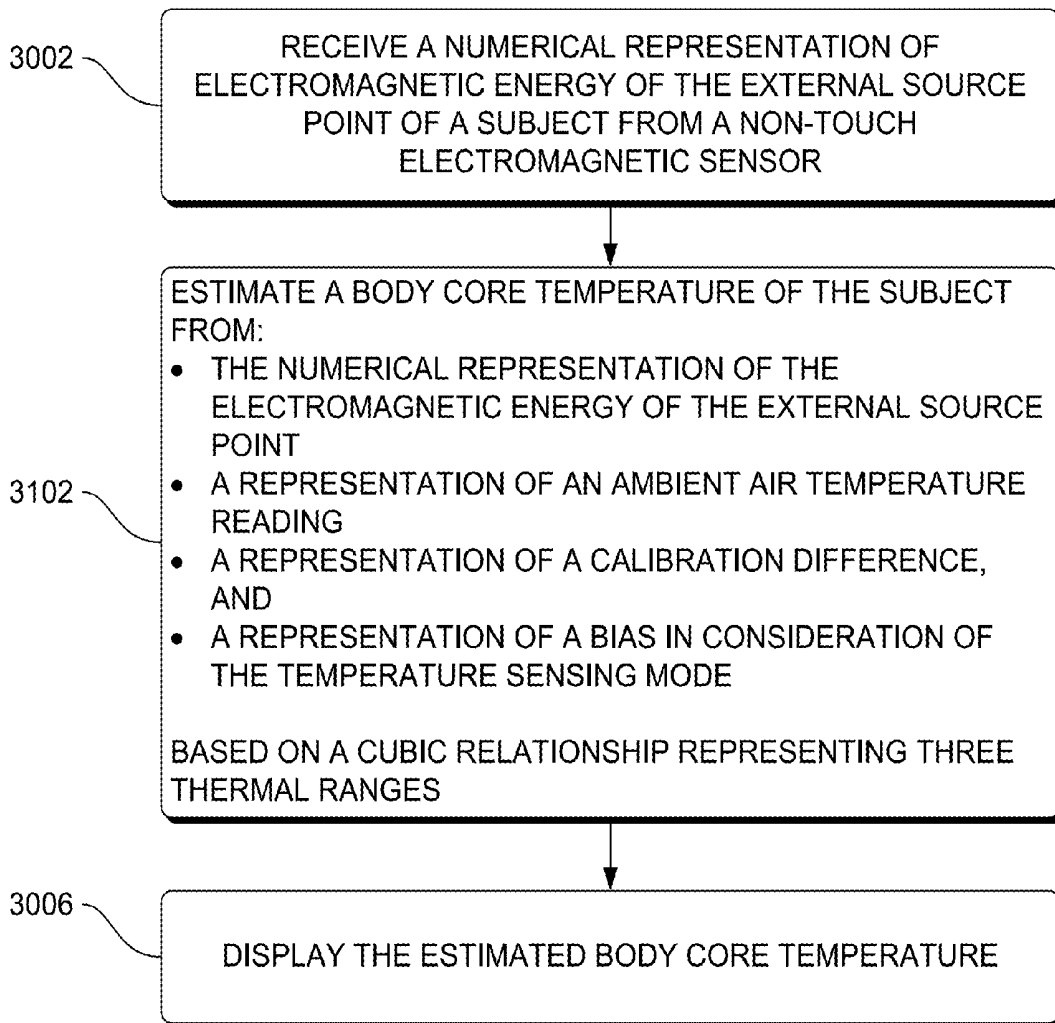 3002
RECEIVE A NUMERICAL REPRESENTATION OF
ELECTROMAGNETIC ENERGY OF THE EXTERNAL SOURCE
POINT OF A SUBJECT FROM A NON-TOUCH
ELECTROMAGNETIC SENSOR
3102
ESTIMATE A BODY CORE TEMPERATURE OF THE SUBJECT
FROM:
• THE NUMERICAL REPRESENTATION OF THE
ELECTROMAGNETIC ENERGY OF THE EXTERNAL SOURCE
POINT
• A REPRESENTATION OF AN AMBIENT AIR TEMPERATURE
READING
• A REPRESENTATION OF A CALIBRATION DIFFERENCE,
AND
• A REPRESENTATION OF A BIAS IN CONSIDERATION OF
THE TEMPERATURE SENSING MODE
BASED ON A CUBIC RELATIONSHIP REPRESENTING THREE
THERMAL RANGES
3006
DISPLAY THE ESTIMATED BODY CORE TEMPERATURE